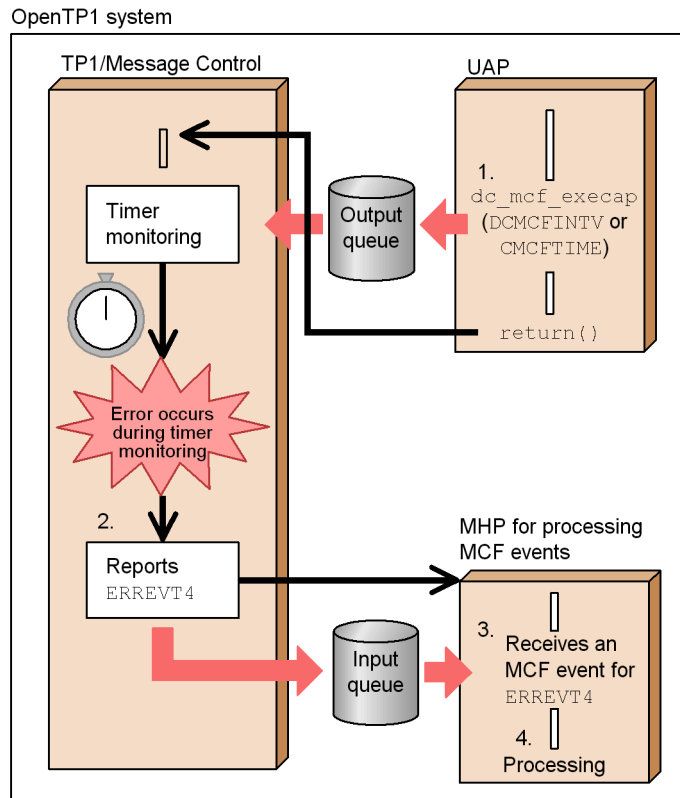 OpenTP1 system
TP1/Message Control
UAP
1.
dc_mcf_execap
(DCMCFINTV or
CMCFTIME)
return()
Output
queue
Timer
monitoring
Error occurs
during timer
monitoring
2.
Reports
ERREVT4
MHP for processing
MCF events
Input
queue
3.
Receives an
MCF event for
ERREVT4
4.
Processing